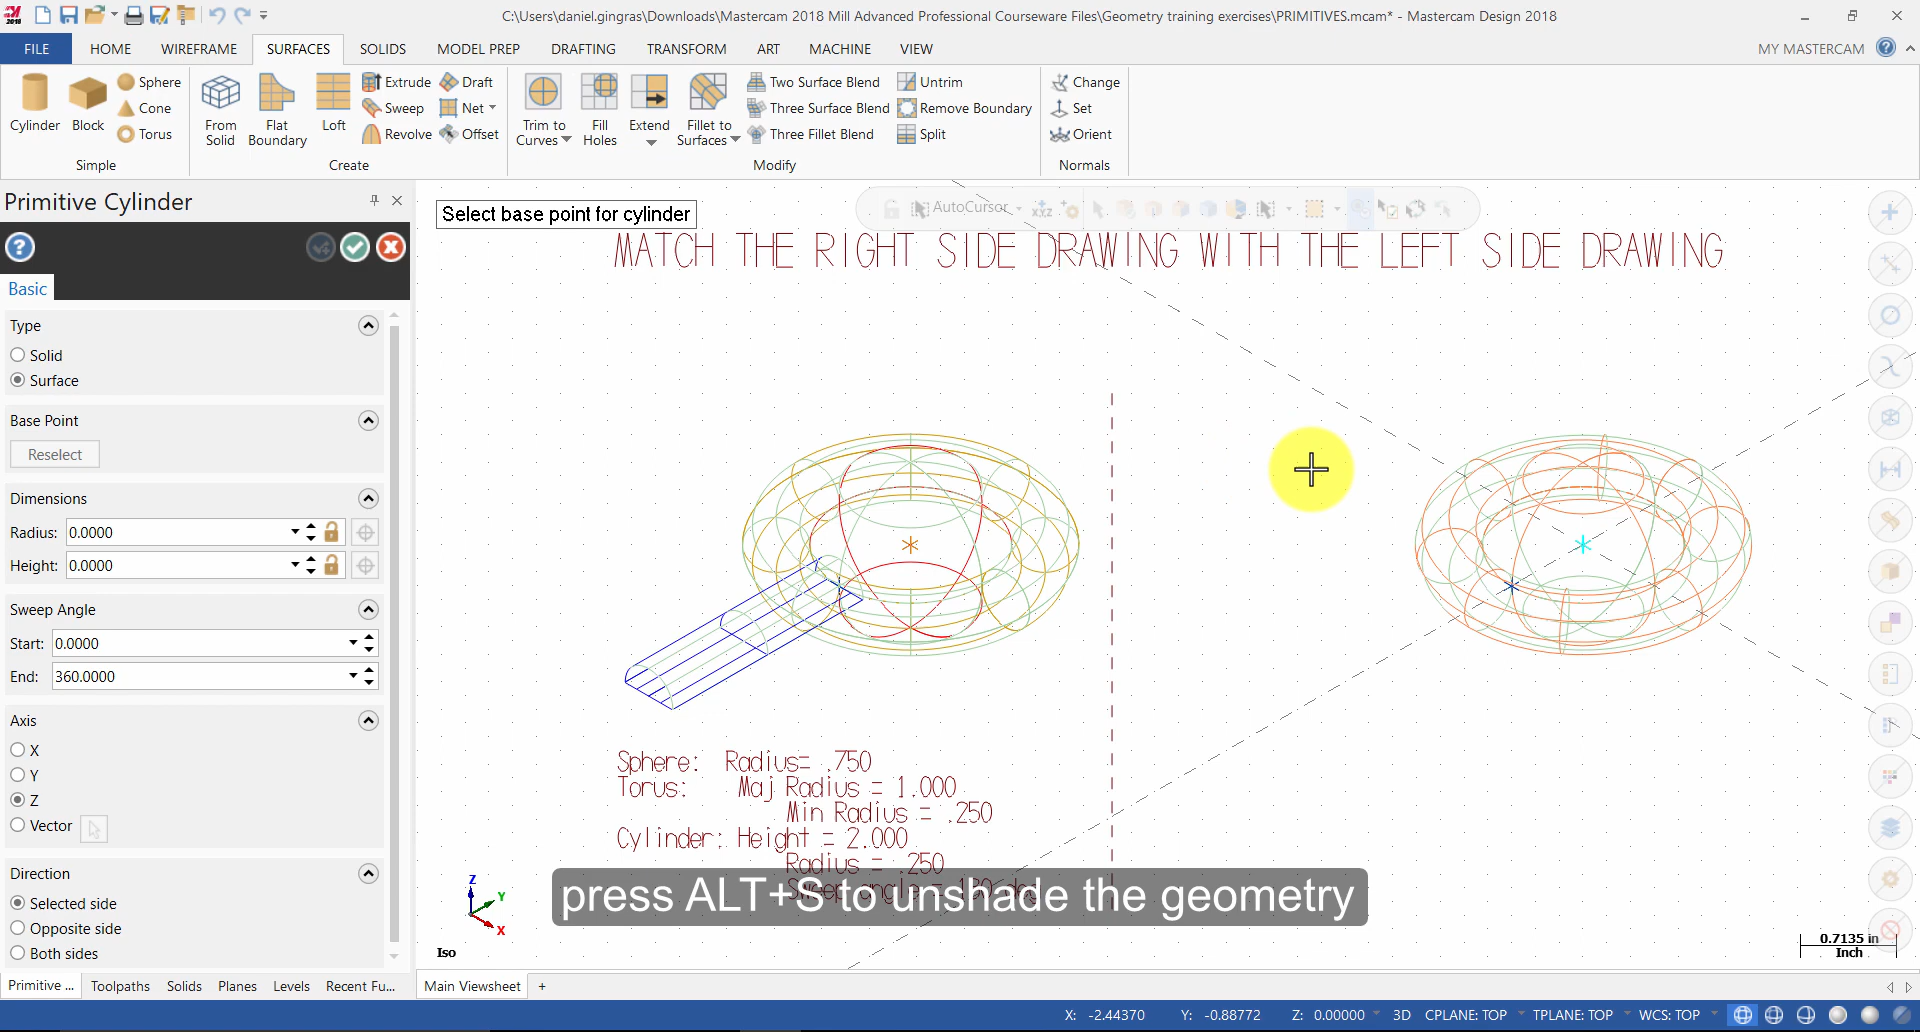 C:\Users\daniel.gingras\Downloads\Mastercam 2018 Mill Advanced Professional Courseware Files\Geometry training exercises\PRIMITIVES.mcam* - Mastercam Design 2018
FILE HOME WIREFRAME SURFACES SOLIDS MODEL PREP DRAFTING TRANSFORM ART MACHINE VIEW MY MASTERCAM
Cylinder Block Sphere Cone Torus
Simple
From Solid Flat Boundary Loft Extrude Sweep Revolve Draft Net Offset
Create
Trim to Curves Fill Holes Extend Fillet to Surfaces Two Surface Blend Three Surface Blend Three Fillet Blend Untrim Remove Boundary Split
Modify
Change Set Orient
Normals
Primitive Cylinder
Basic
Type
Solid
Surface
Base Point
Reselect
Dimensions
Radius: 0.0000
Height: 0.0000
Sweep Angle
Start: 0.0000
End: 360.0000
Axis
X
Y
Z
Vector
Direction
Selected side
Opposite side
Both sides
Primitive ... Toolpaths Solids Planes Levels Recent Fu...
Select base point for cylinder
AutoCursor
MATCH THE RIGHT SIDE DRAWING WITH THE LEFT SIDE DRAWING
Sphere: Radius= .750
Torus: Maj Radius = 1.000
Min Radius = .250
Cylinder: Height = 2.000
Radius = .250
Sweep angle = 180 deg
press ALT+S to unshade the geometry
Z
Y
X
Iso
0.7135 in
Inch
Main Viewsheet +
X: -2.44370 Y: -0.88772 Z: 0.00000 3D CPLANE: TOP TPLANE: TOP WCS: TOP